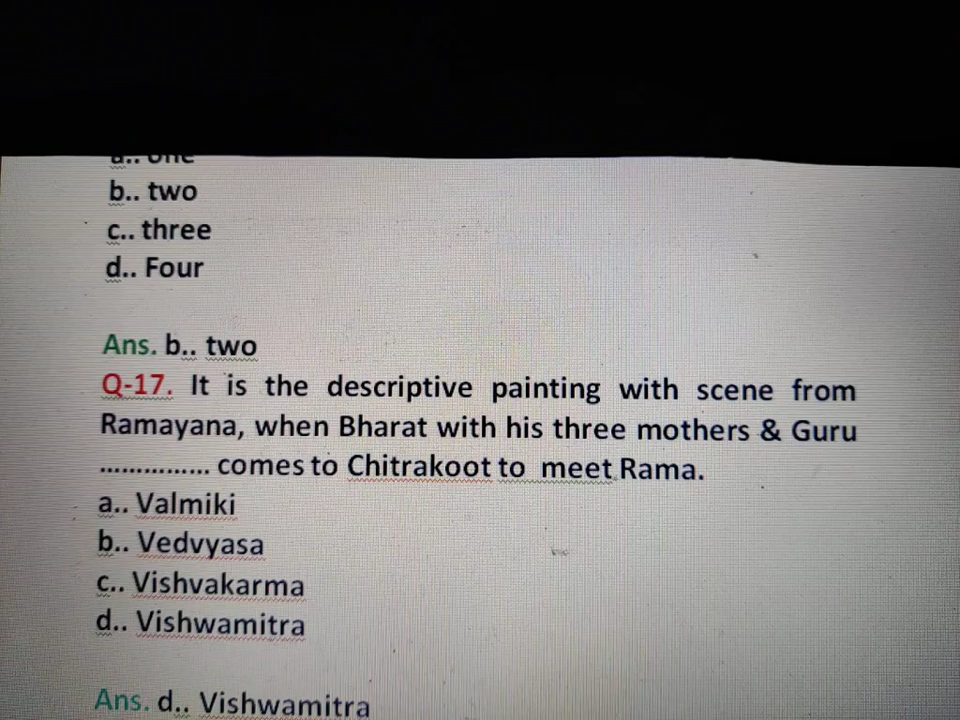 b.. two
c.. three
d.. Four
Ans. b.. two
Q-17. It is the descriptive painting with scene from
Ramayana, when Bharat with his three mothers & Guru
................ comes to Chitrakoot to meet Rama.
a.. Valmiki
b.. Vedvyasa
c.. Vishvakarma
d.. Vishwamitra
Ans. d.. Vishwamitra